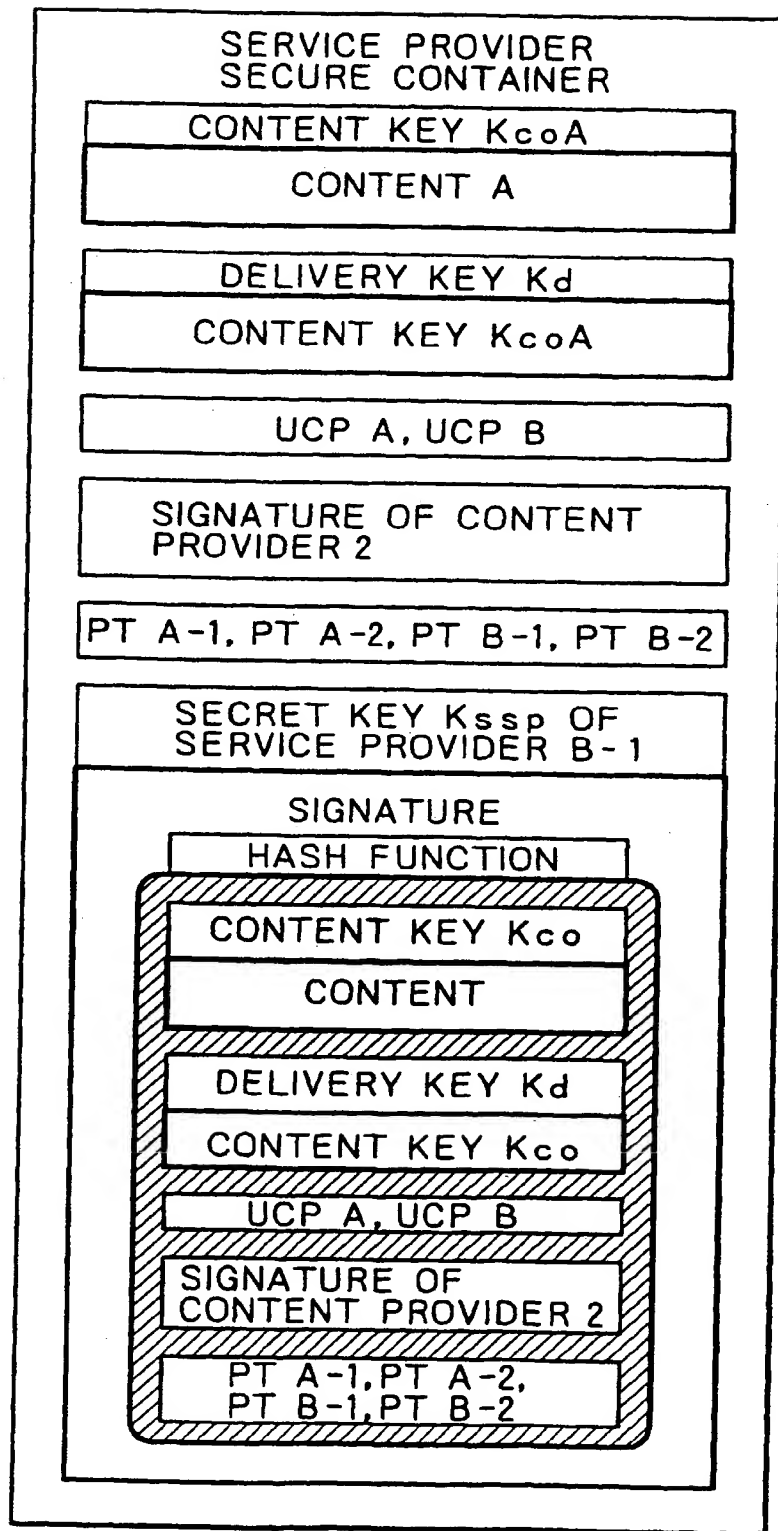 SERVICE PROVIDER
SECURE CONTAINER
CONTENT KEY KcoA
CONTENT A
DELIVERY KEY Kd
CONTENT KEY KcoA
UCP A, UCP B
SIGNATURE OF CONTENT
PROVIDER 2
PT A-1, PT A-2, PT B-1, PT B-2
SECRET KEY Kssp OF
SERVICE PROVIDER B-1
SIGNATURE
HASH FUNCTION
CONTENT KEY Kco
CONTENT
DELIVERY KEY Kd
CONTENT KEY Kco
UCP A, UCP B
SIGNATURE OF
CONTENT PROVIDER 2
PT A-1, PT A-2,
PT B-1, PT B-2